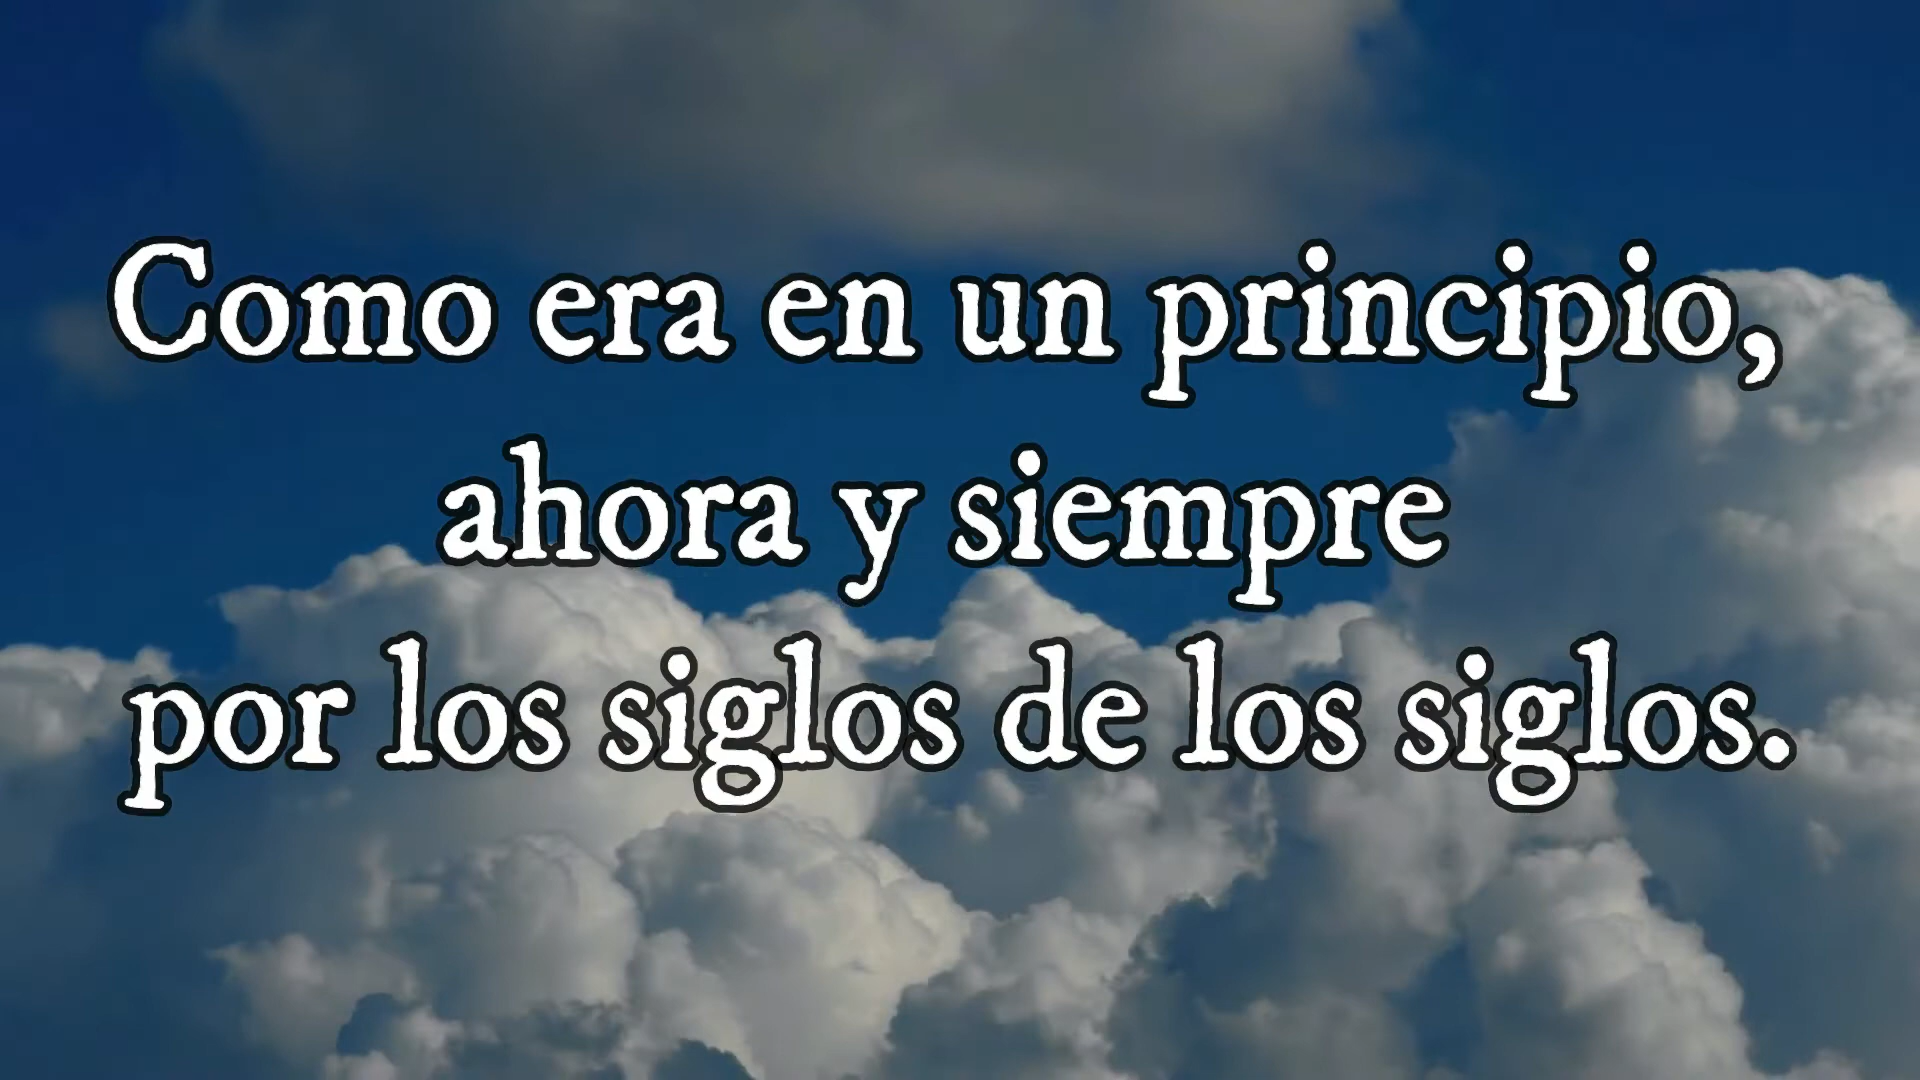 Como era en un principio,
ahora y siempre
por los siglos de los siglos.